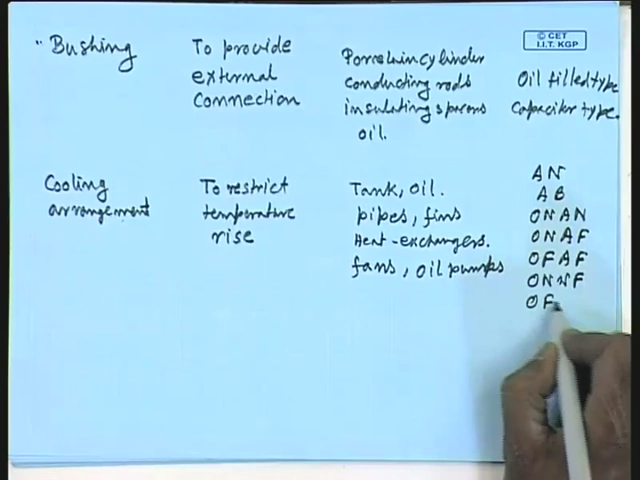 © CET
I.I.T. KGP
" Bushing
To provide
external
connection
Porcelain cylinder
conducting rods
insulating spacers
oil.
Oil filled type
Capacitor type.
Cooling
arrangement
To restrict
temperature
rise
Tank, oil.
pipes, fins
Heat-exchangers.
fans, oil pumps
AN
AB
ONAN
ONAF
OFAF
ONNF
OF